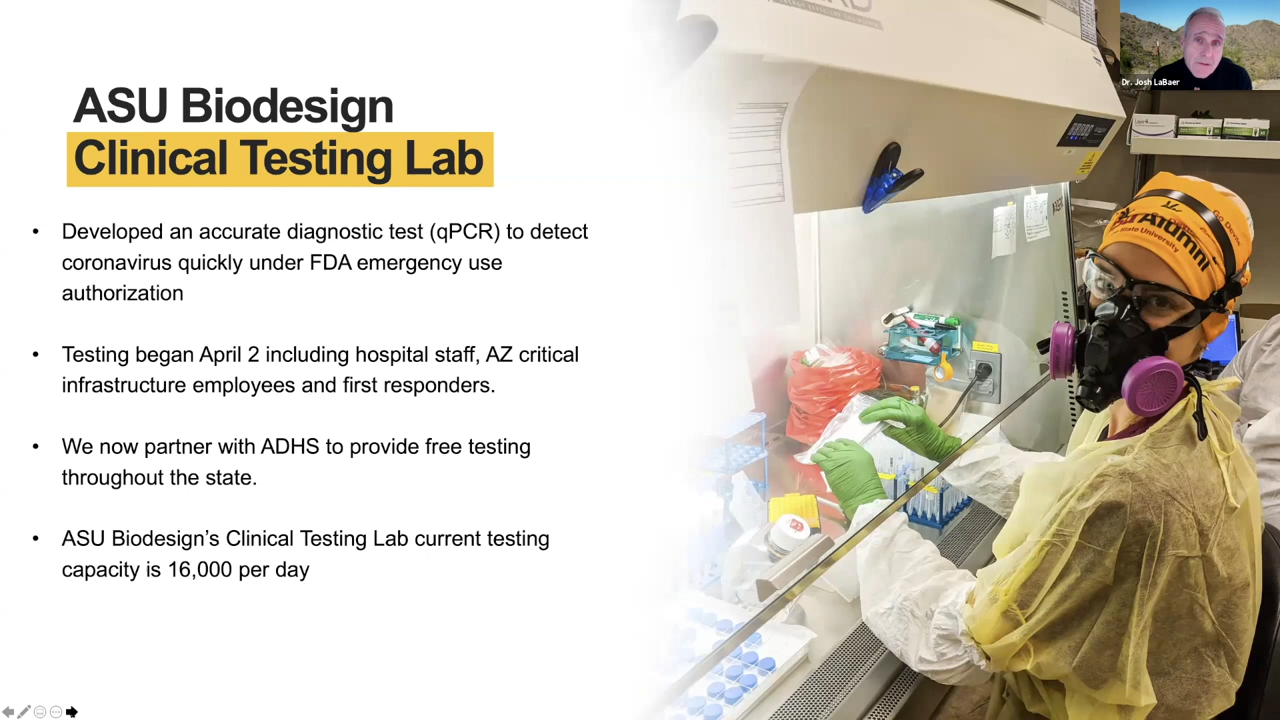 ASU Biodesign
Clinical Testing Lab
• Developed an accurate diagnostic test (qPCR) to detect
coronavirus quickly under FDA emergency use
authorization
• Testing began April 2 including hospital staff, AZ critical
infrastructure employees and first responders.
• We now partner with ADHS to provide free testing
throughout the state.
• ASU Biodesign’s Clinical Testing Lab current testing
capacity is 16,000 per day
Dr. Josh LaBaer
Alumni
State University